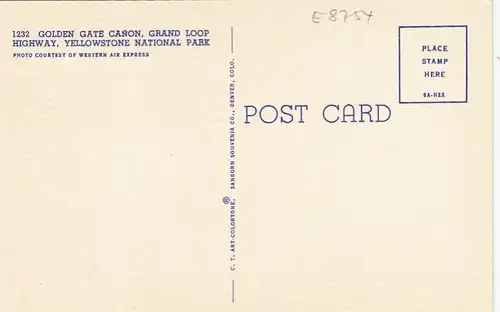 1232 GOLDEN GATE CAÑON, GRAND LOOP
HIGHWAY, YELLOWSTONE NATIONAL PARK
PHOTO COURTESY OF WESTERN AIR EXPRESS
E8754
PLACE
STAMP
HERE
9A-H22
POST CARD
C. T. ART-COLORTONE, ® SANBORN SOUVENIR CO., DENVER, COLO.